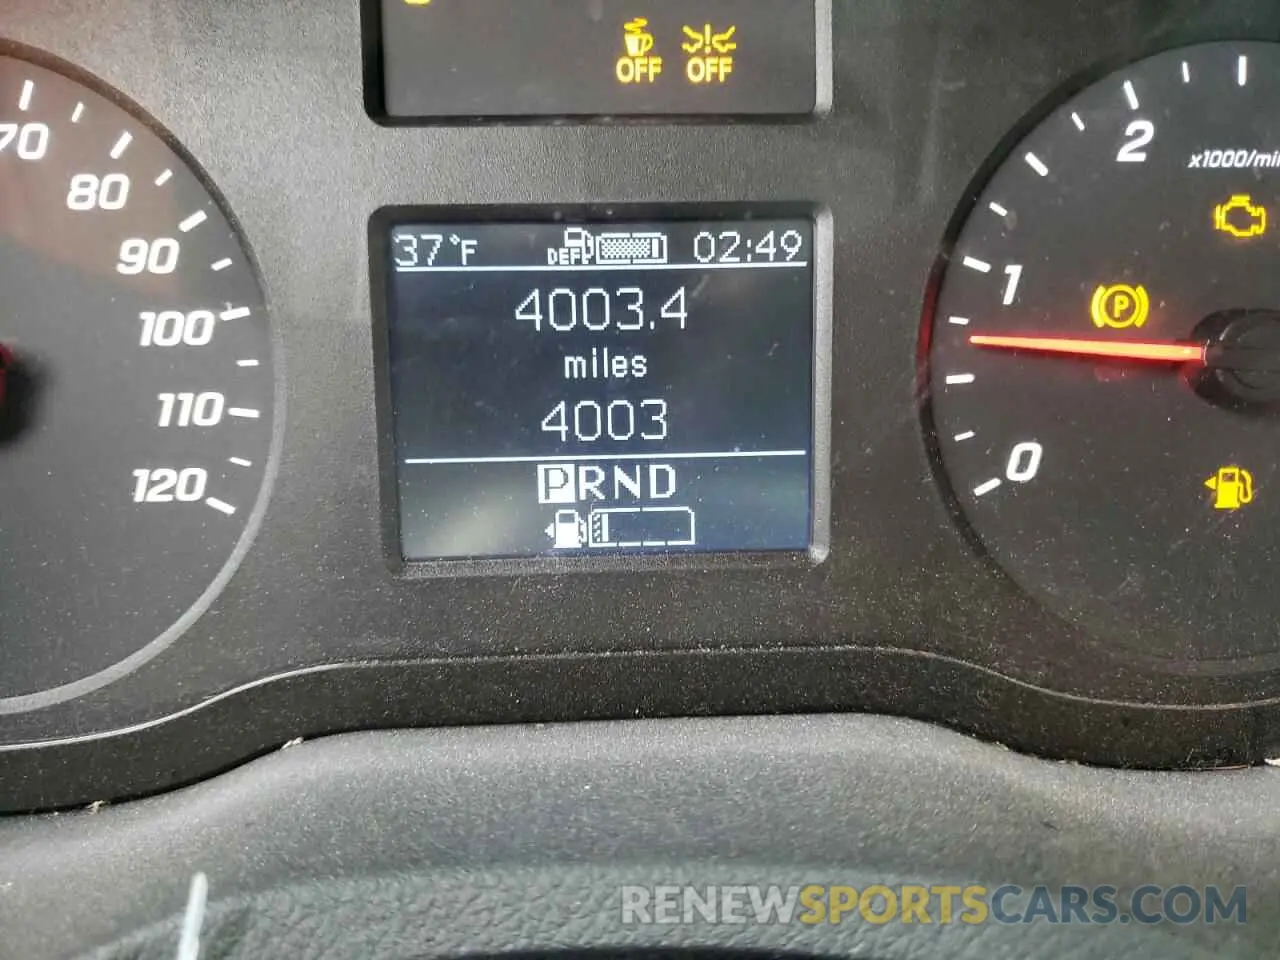 OFF OFF
70
80
90
100
110
120
37°F DEF 02:49
4003.4
miles
4003
PRND
2
x1000/min
1
P
0
RENEWSPORTSCARS.COM